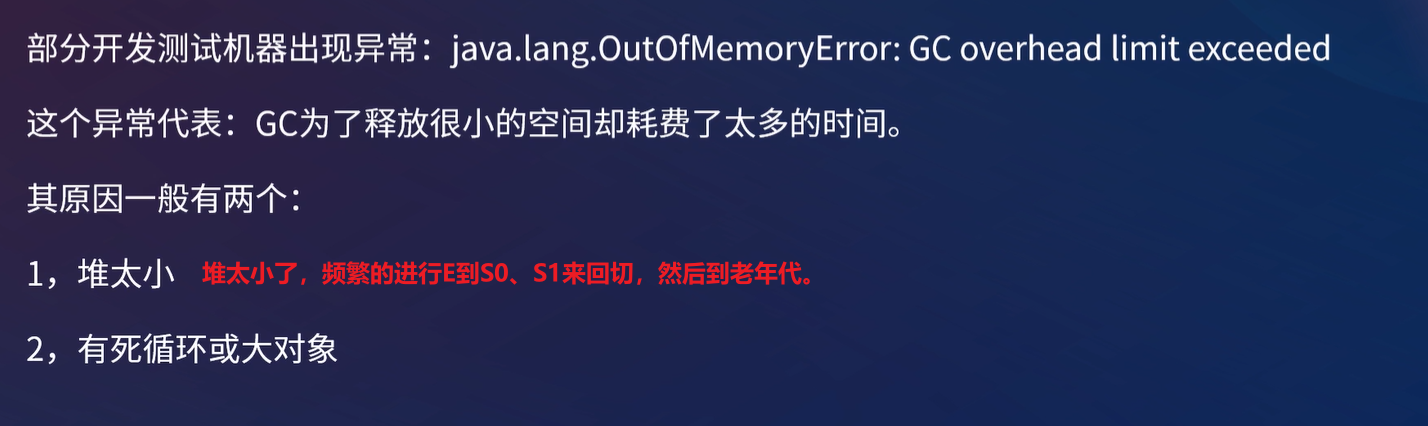 部分开发测试机器出现异常：java.lang.OutOfMemoryError: GC overhead limit exceeded
这个异常代表：GC为了释放很小的空间却耗费了太多的时间。
其原因一般有两个：
1，堆太小 堆太小了，频繁的进行E到S0、S1来回切，然后到老年代。
2，有死循环或大对象